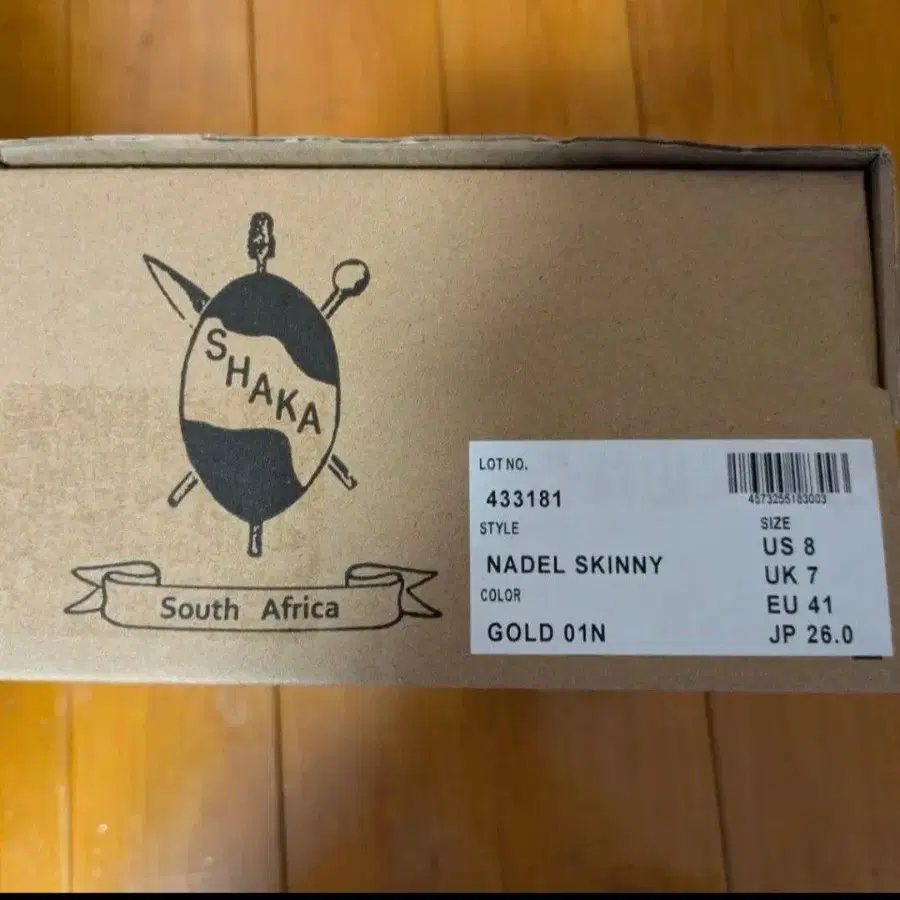 SHAKA
South Africa
LOT NO.
433181
4573255183003
STYLE
NADEL SKINNY
COLOR
GOLD 01N
SIZE
US 8
UK 7
EU 41
JP 26.0